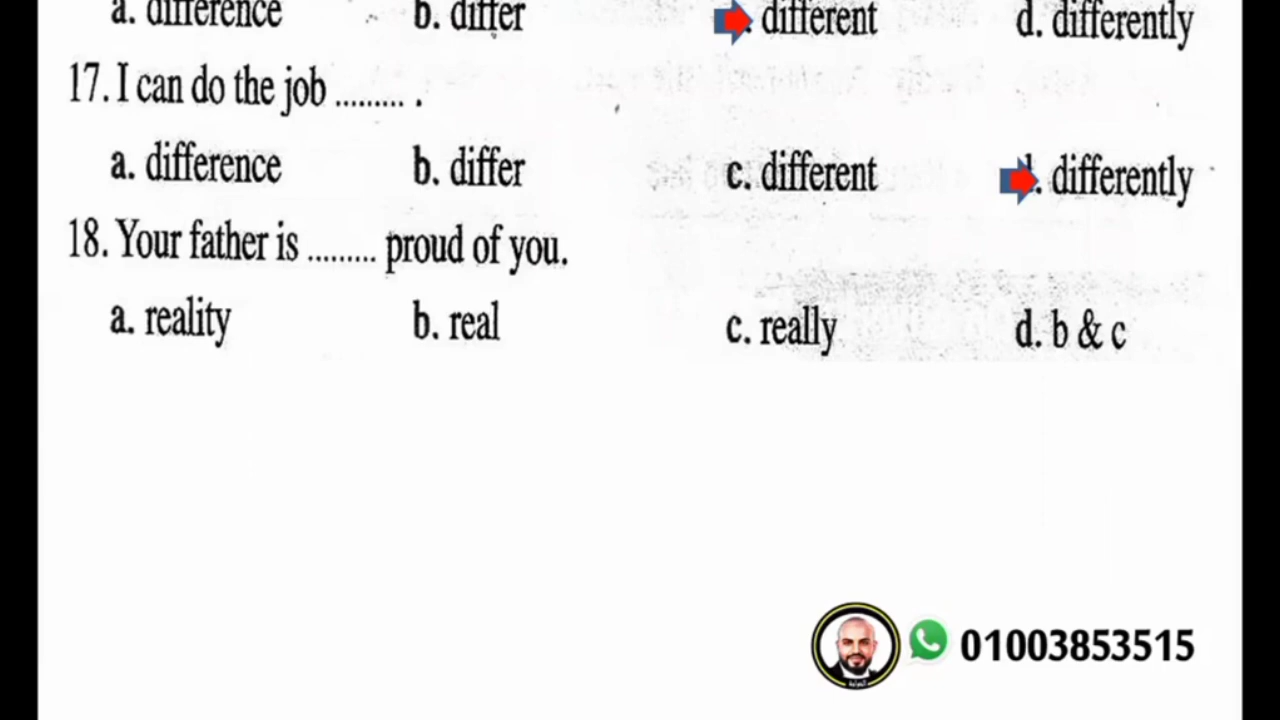 a. difference b. differ different d. differently
17. I can do the job ......... .
a. difference b. differ c. different differently
18. Your father is ......... proud of you.
a. reality b. real c. really d. b & c
01003853515